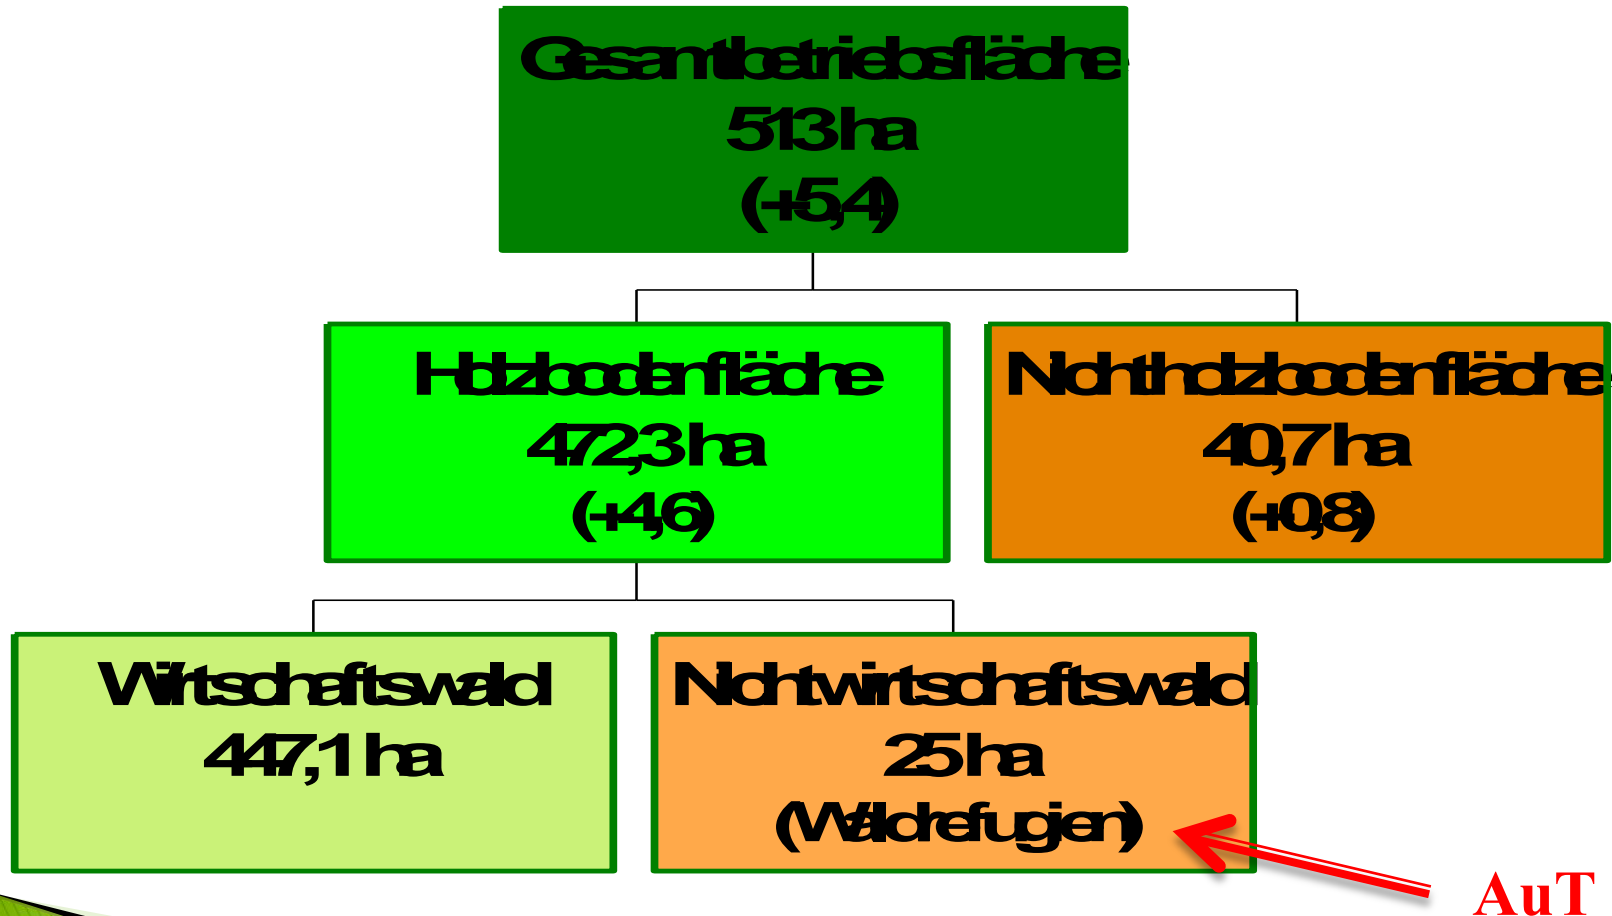 Gesamtbetriebsfläche
513 ha
(+5,4)
Holzbodenfläche
472,3 ha
(+4,6)
Nichtholzbodenfläche
40,7 ha
(+0,8)
Wirtschaftswald
447,1 ha
Nichtwirtschaftswald
25 ha
(Waldrefugien)
AuT